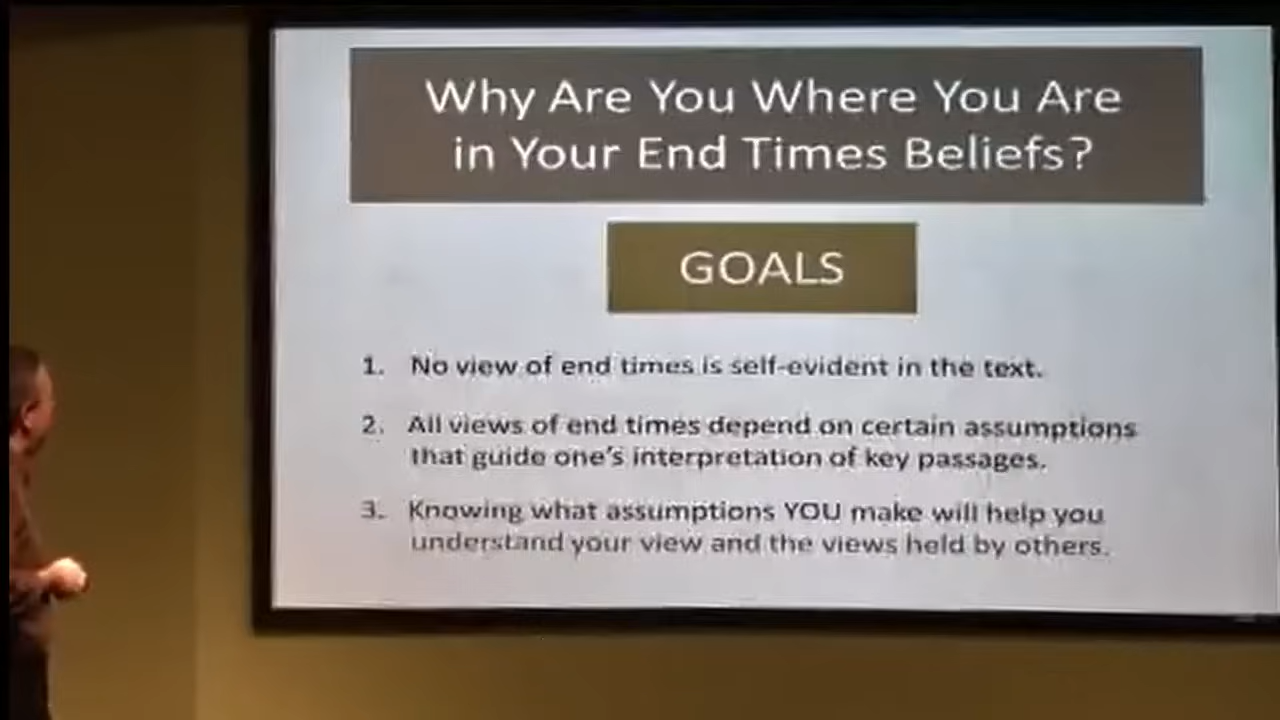 Why Are You Where You Are
in Your End Times Beliefs?
GOALS
1. No view of end times is self-evident in the text.
2. All views of end times depend on certain assumptions
that guide one's interpretation of key passages.
3. Knowing what assumptions YOU make will help you
understand your view and the views held by others.